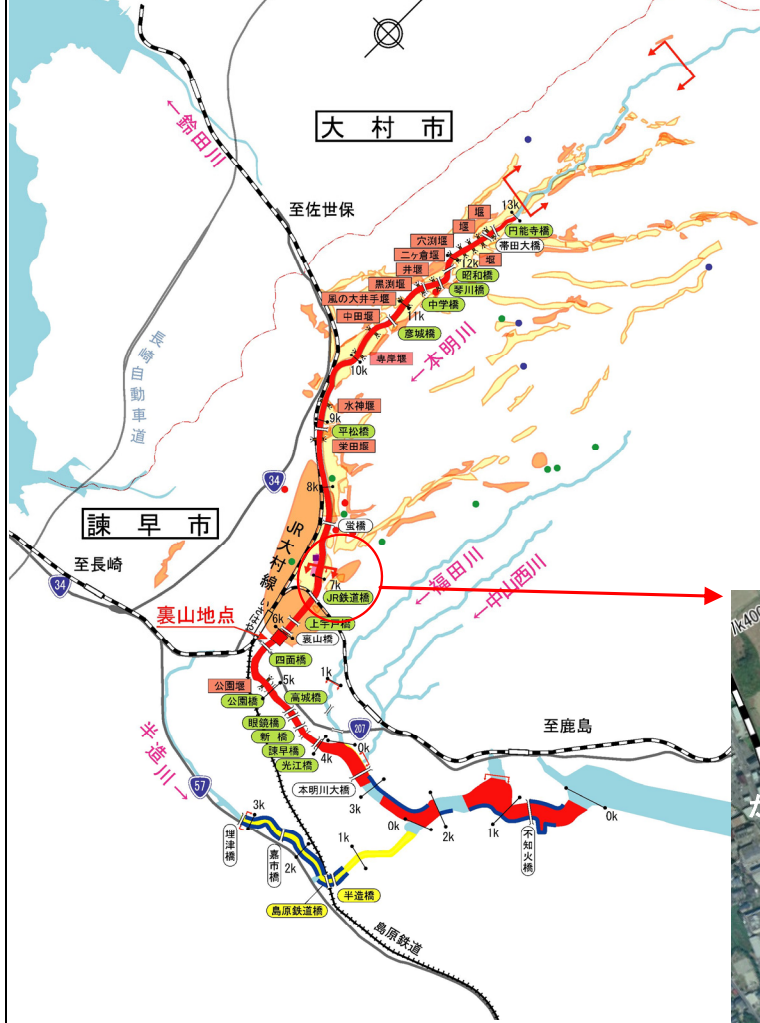 大村市
←鈴田川
至佐世保
13k
堰
円能寺橋
堰
帯田大橋
穴渕堰
堰
二ヶ倉堰
12k
昭和橋
井堰
琴川橋
黒渕堰
中学橋
風の大井手堰
11k
中田堰
彦城橋
←本明川
長崎自動車道
専岸堰
10k
水神堰
9k
平松橋
栄田堰
34
8k
諫早市
JR大村線
蛍橋
至長崎
34
7k
←福田川
←中山西川
JR鉄道橋
裏山地点
上宇戸橋
6k
裏山橋
四面橋
1k
公園堰
5k
公園橋
高城橋
眼鏡橋
207
至鹿島
新橋
0k
諫早橋
4k
光江橋
半造川→
57
本明川大橋
3k
3k
0k
2k
1k
0k
埋津橋
嘉市橋
1k
不知火橋
2k
半造橋
島原鉄道橋
島原鉄道
1k400